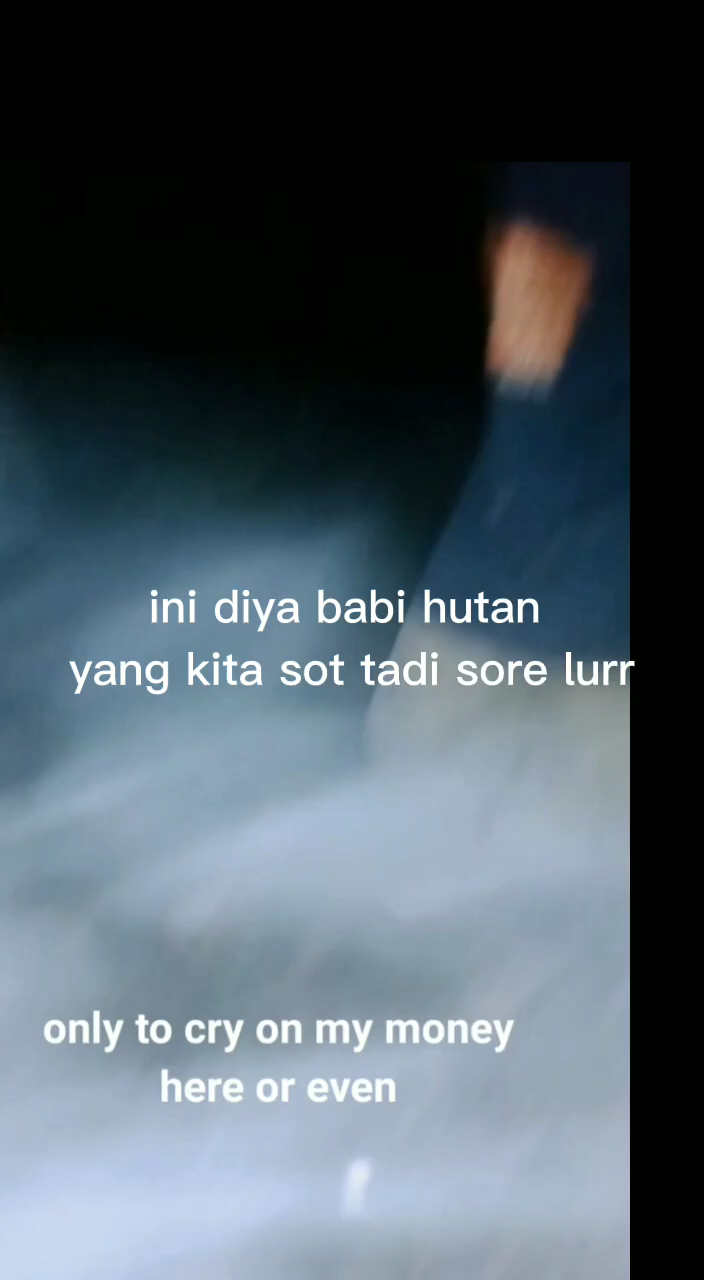 ini diya babi hutan
yang kita sot tadi sore lurr
only to cry on my money
here or even